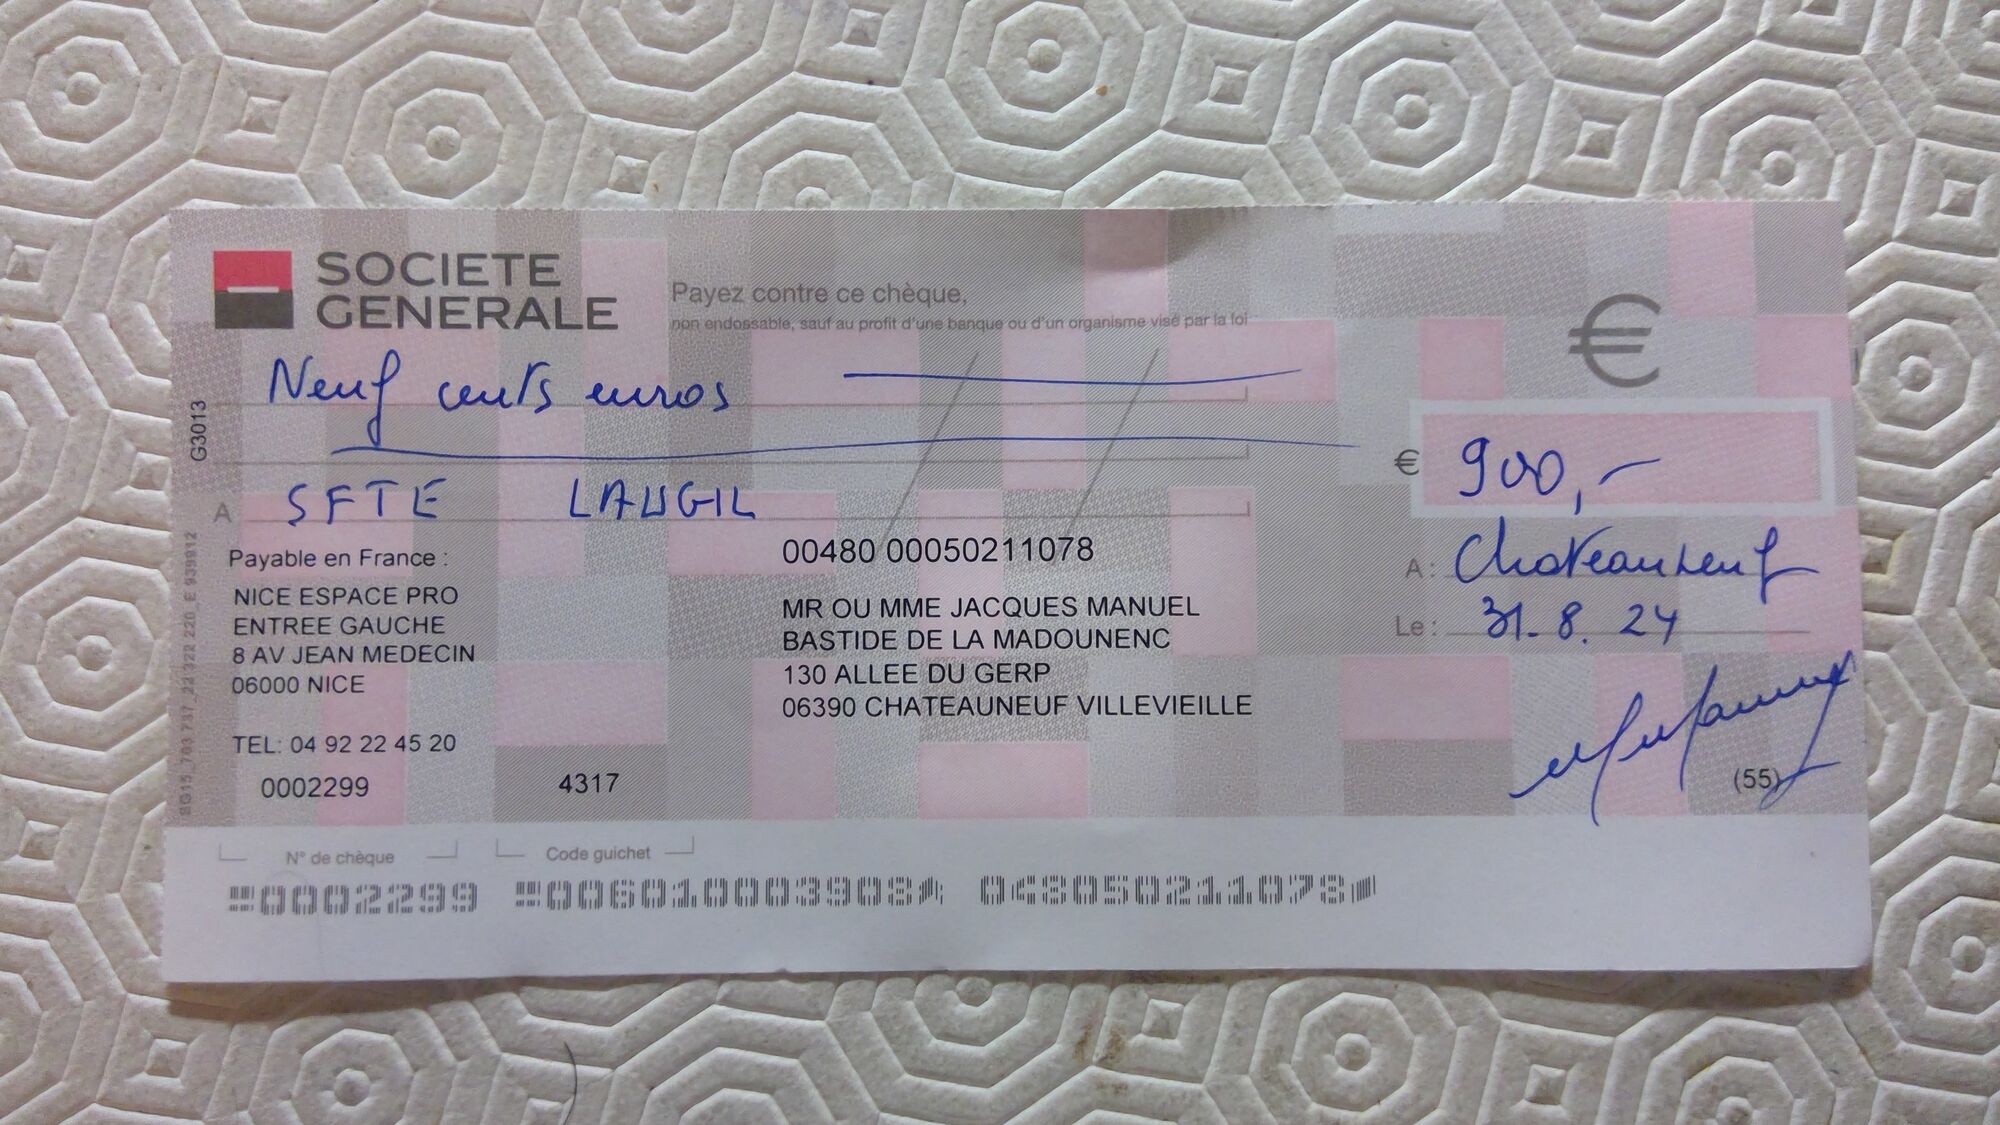 SOCIETE
GENERALE
Payez contre ce chèque,
non endossable, sauf au profit d'une banque ou d'un organisme visé par la loi
€
Neuf cents euros
G3013
€ 900,-
A SFTE LAUGIL
Payable en France :
NICE ESPACE PRO
ENTREE GAUCHE
8 AV JEAN MEDECIN
06000 NICE
TEL: 04 92 22 45 20
0002299
4317
00480 00050211078
MR OU MME JACQUES MANUEL
BASTIDE DE LA MADOUNENC
130 ALLEE DU GERP
06390 CHATEAUNEUF VILLEVIEILLE
A: Chateauneuf
Le: 31.8.24
(55)
N° de chèque
Code guichet
0002299 006010003908 048050211078